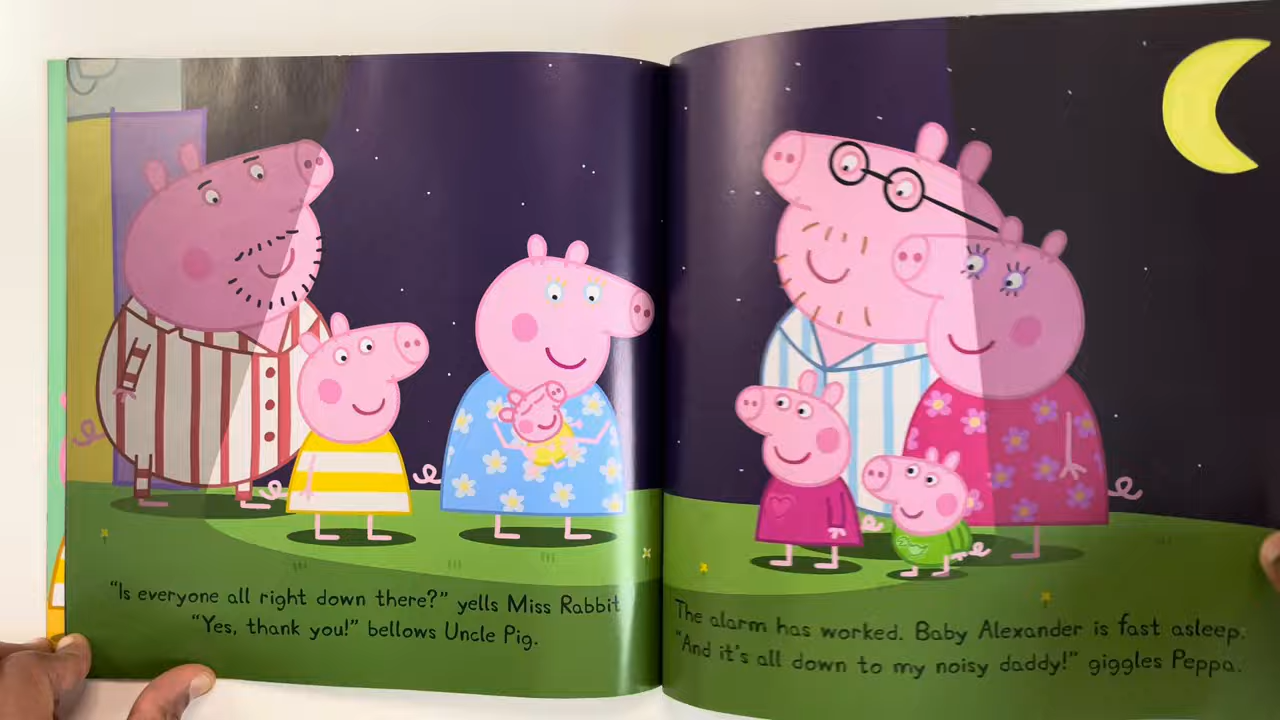 "Is everyone all right down there?" yells Miss Rabbit
"Yes, thank you!" bellows Uncle Pig.
The alarm has worked. Baby Alexander is fast asleep.
"And it's all down to my noisy daddy!" giggles Peppa.